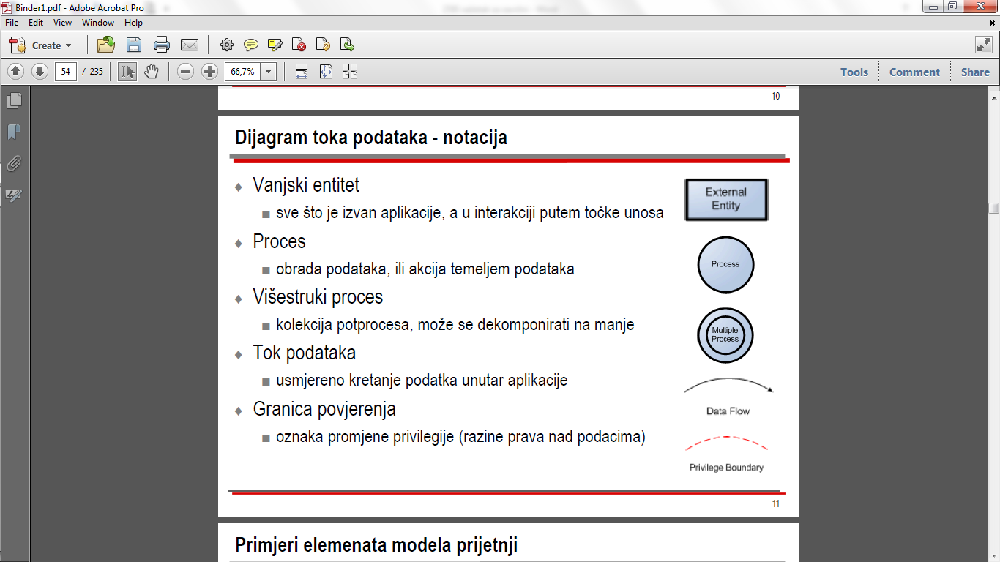 Binder1.pdf - Adobe Acrobat Pro
File Edit View Window Help
Create
54 / 235 66,7% Tools Comment Share
10
Dijagram toka podataka - notacija
Vanjski entitet
sve što je izvan aplikacije, a u interakciji putem točke unosa
External
Entity
Proces
obrada podataka, ili akcija temeljem podataka
Process
Višestruki proces
kolekcija potprocesa, može se dekomponirati na manje
Multiple
Process
Tok podataka
usmjereno kretanje podatka unutar aplikacije
Data Flow
Granica povjerenja
oznaka promjene privilegije (razine prava nad podacima)
Privilege Boundary
11
Primjeri elemenata modela prijetnji